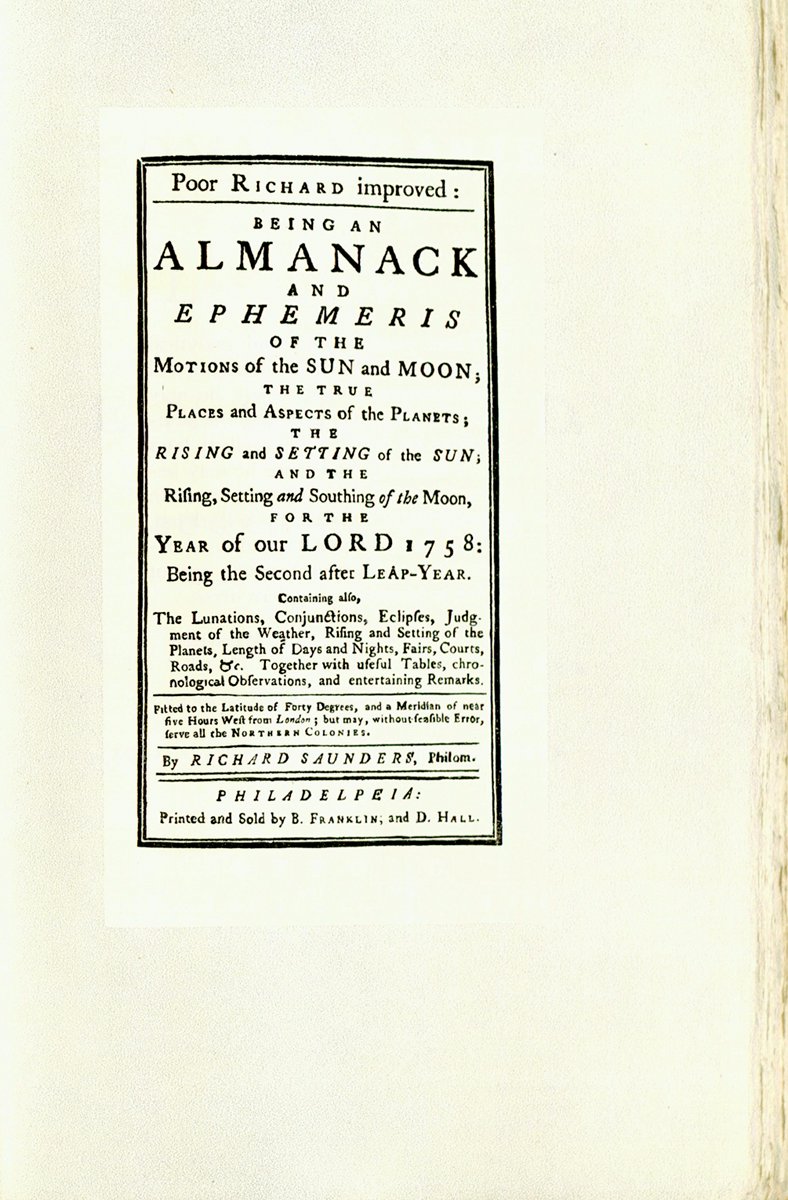 Poor RICHARD improved:
BEING AN
ALMANACK
AND
EPHEMERIS
OF THE
MOTIONS of the SUN and MOON;
THE TRUE
PLACES and ASPECTS of the PLANETS;
THE
RISING and SETTING of the SUN;
AND THE
Riſing, Setting and Southing of the Moon,
FOR THE
YEAR of our LORD 1758:
Being the Second after LEAP-YEAR.
Containing alſo,
The Lunations, Conjunctions, Eclipſes, Judg-
ment of the Weather, Riſing and Setting of the
Planets, Length of Days and Nights, Fairs, Courts,
Roads, &c. Together with uſeful Tables, chro-
nological Obſervations, and entertaining Remarks.
Fitted to the Latitude of Forty Degrees, and a Meridian of near
five Hours Weſt from London; but may, without ſenſible Error,
ſerve all the NORTHERN COLONIES.
By RICHARD SAUNDERS, Philom.
PHILADELPHIA:
Printed and Sold by B. FRANKLIN, and D. HALL.